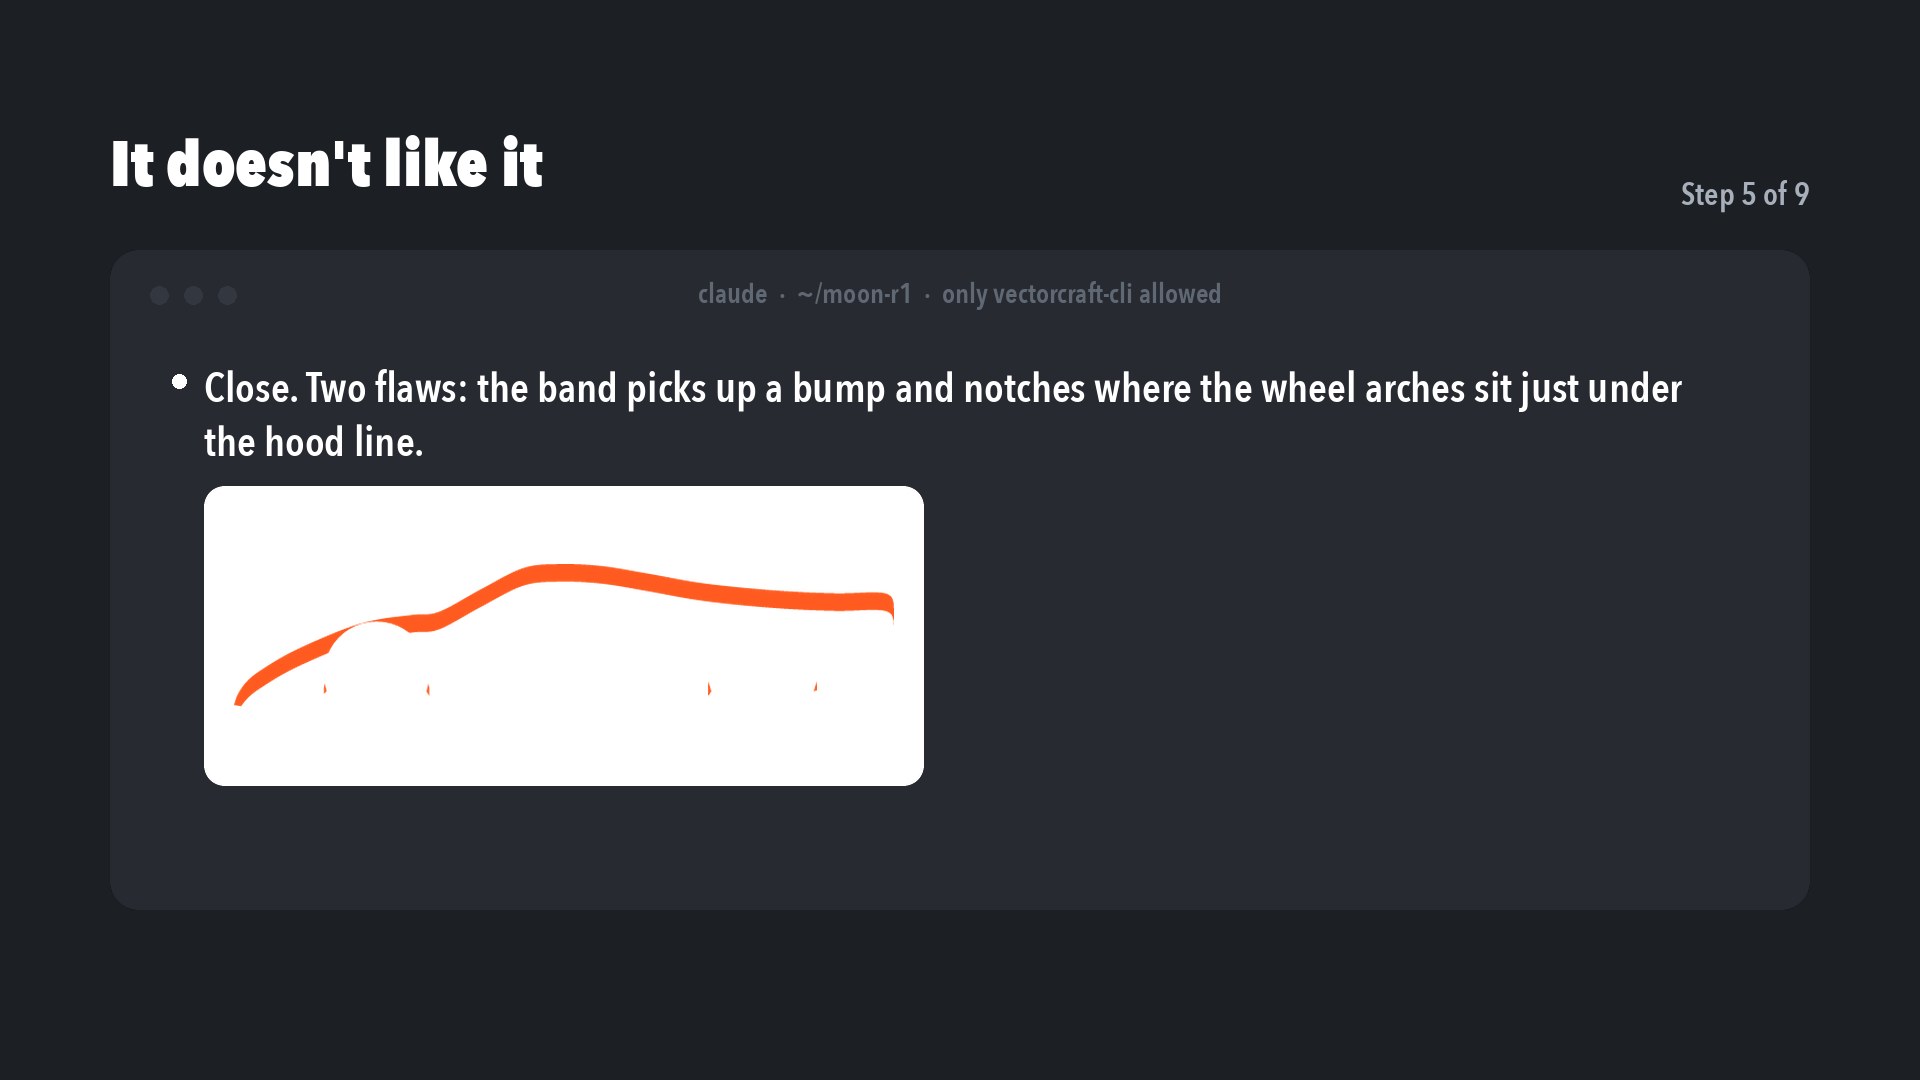 It doesn't like it
Step 5 of 9
claude · ~/moon-r1 · only vectorcraft-cli allowed
Close. Two flaws: the band picks up a bump and notches where the wheel arches sit just under
the hood line.